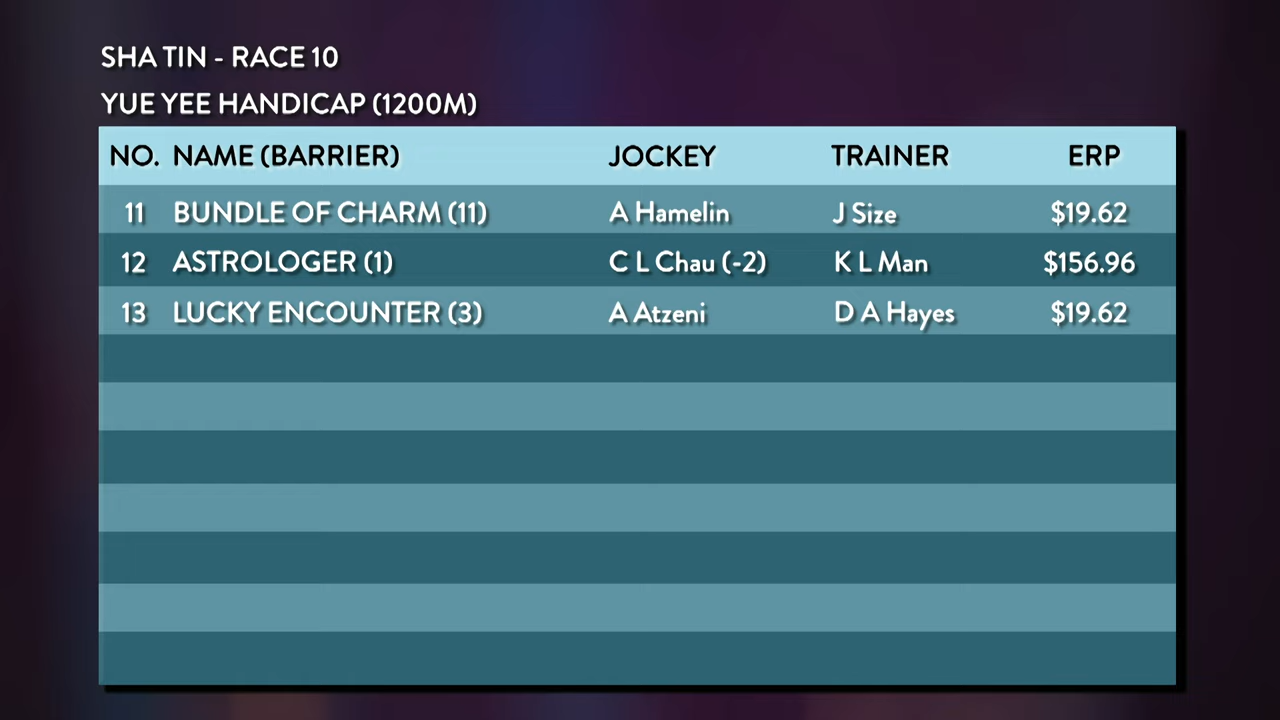 SHA TIN - RACE 10
YUE YEE HANDICAP (1200M)
NO. NAME (BARRIER) JOCKEY TRAINER ERP
11 BUNDLE OF CHARM (11) A Hamelin J Size $19.62
12 ASTROLOGER (1) C L Chau (-2) K L Man $156.96
13 LUCKY ENCOUNTER (3) A Atzeni D A Hayes $19.62